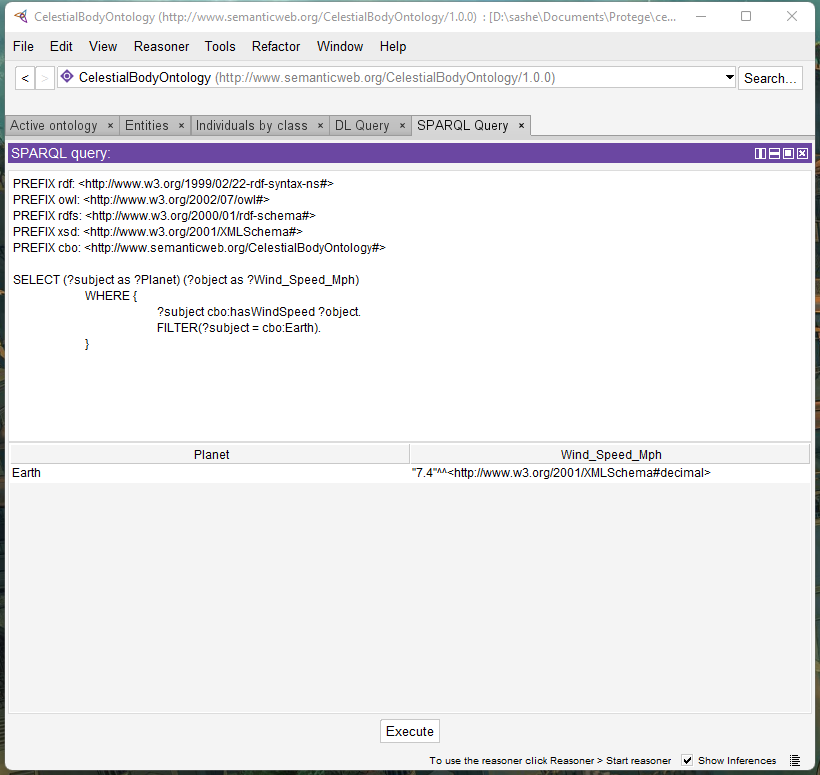 CelestialBodyOntology (http://www.semanticweb.org/CelestialBodyOntology/1.0.0) : [D:\sashe\Documents\Protege\ce...
File Edit View Reasoner Tools Refactor Window Help
< > CelestialBodyOntology (http://www.semanticweb.org/CelestialBodyOntology/1.0.0) Search...
Active ontology × Entities × Individuals by class × DL Query × SPARQL Query ×
SPARQL query:
PREFIX rdf: <http://www.w3.org/1999/02/22-rdf-syntax-ns#>
PREFIX owl: <http://www.w3.org/2002/07/owl#>
PREFIX rdfs: <http://www.w3.org/2000/01/rdf-schema#>
PREFIX xsd: <http://www.w3.org/2001/XMLSchema#>
PREFIX cbo: <http://www.semanticweb.org/CelestialBodyOntology#>
SELECT (?subject as ?Planet) (?object as ?Wind_Speed_Mph)
WHERE {
?subject cbo:hasWindSpeed ?object.
FILTER(?subject = cbo:Earth).
}
Planet Wind_Speed_Mph
Earth "7.4"^^<http://www.w3.org/2001/XMLSchema#decimal>
Execute
To use the reasoner click Reasoner > Start reasoner Show Inferences